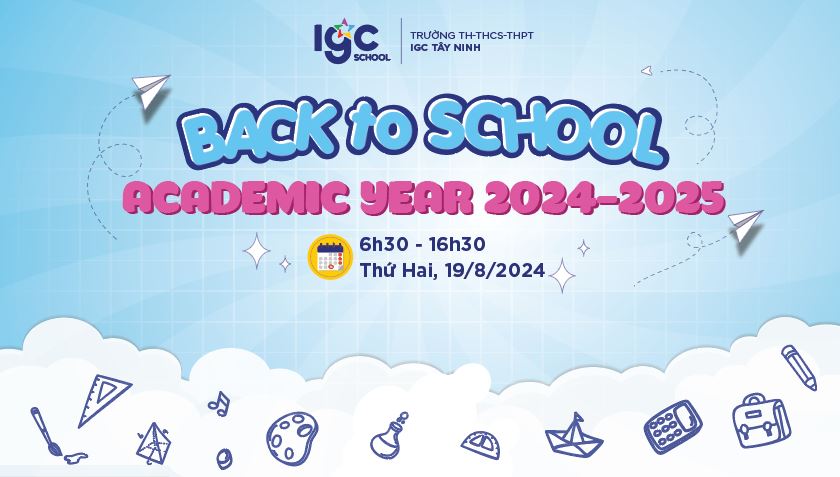 IGC
SCHOOL
TRƯỜNG TH-THCS-THPT
IGC TÂY NINH
BACK to SCHOOL
ACADEMIC YEAR 2024-2025
6h30 - 16h30
Thứ Hai, 19/8/2024